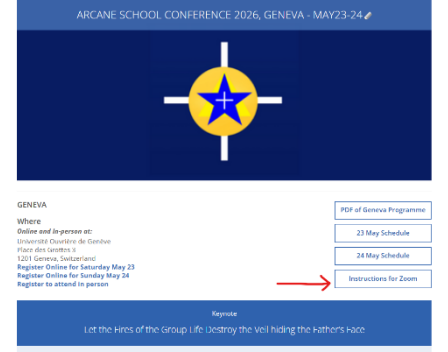 ARCANE SCHOOL CONFERENCE 2026, GENEVA - MAY23-24
GENEVA
Where
Online and In-person at:
Université Ouvrière de Genève
Place des Grottes 3
1201 Geneva, Switzerland
Register Online for Saturday May 23
Register Online for Sunday May 24
Register to attend in person
PDF of Geneva Programme
23 May Schedule
24 May Schedule
Instructions for Zoom
Keynote
Let the Fires of the Group Life Destroy the Veil hiding the Father's Face